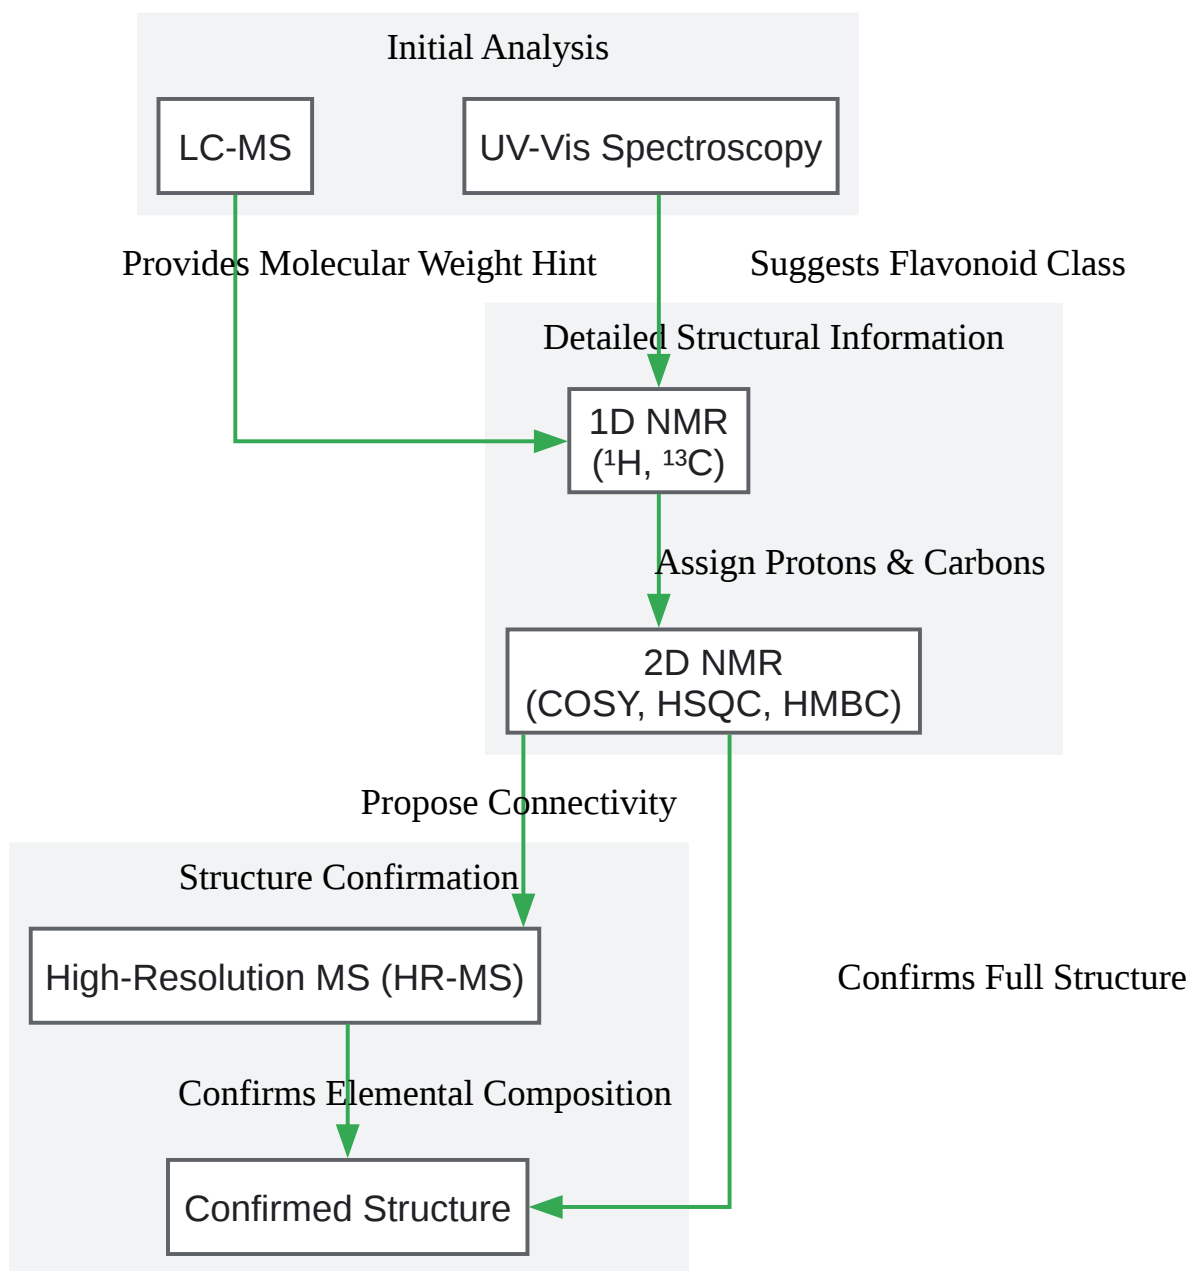 Initial Analysis
LC-MS
UV-Vis Spectroscopy
Provides Molecular Weight Hint
Suggests Flavonoid Class
Detailed Structural Information
1D NMR
(¹H, ¹³C)
Assign Protons & Carbons
2D NMR
(COSY, HSQC, HMBC)
Propose Connectivity
Structure Confirmation
High-Resolution MS (HR-MS)
Confirms Full Structure
Confirms Elemental Composition
Confirmed Structure